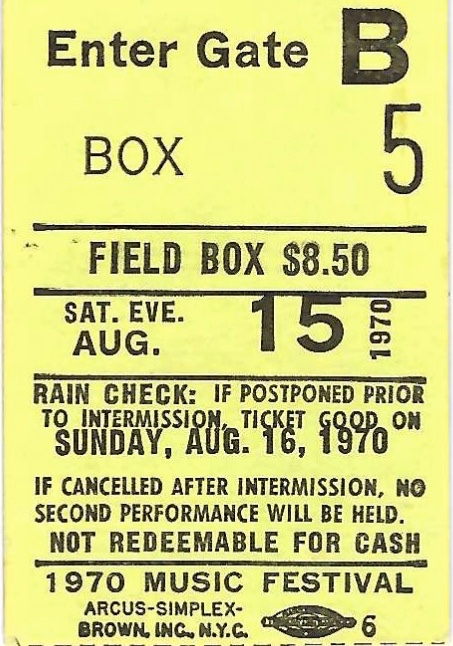 Enter Gate B
BOX 5
FIELD BOX $8.50
SAT. EVE.
AUG. 15 1970
RAIN CHECK: IF POSTPONED PRIOR
TO INTERMISSION, TICKET GOOD ON
SUNDAY, AUG. 16, 1970
IF CANCELLED AFTER INTERMISSION, NO
SECOND PERFORMANCE WILL BE HELD.
NOT REDEEMABLE FOR CASH
1970 MUSIC FESTIVAL
ARCUS-SIMPLEX-
BROWN, INC., N.Y.C. 6